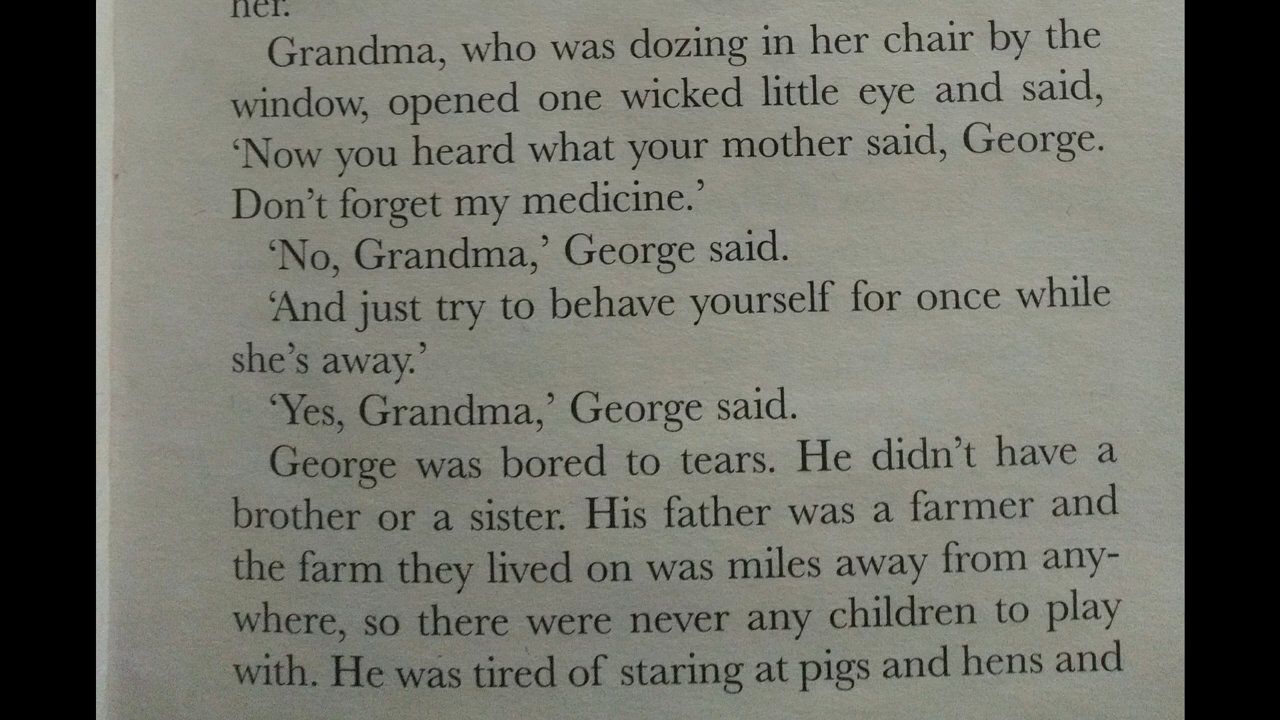 her.
Grandma, who was dozing in her chair by the
window, opened one wicked little eye and said,
‘Now you heard what your mother said, George.
Don’t forget my medicine.’
‘No, Grandma,’ George said.
‘And just try to behave yourself for once while
she’s away.’
‘Yes, Grandma,’ George said.
George was bored to tears. He didn’t have a
brother or a sister. His father was a farmer and
the farm they lived on was miles away from any-
where, so there were never any children to play
with. He was tired of staring at pigs and hens and